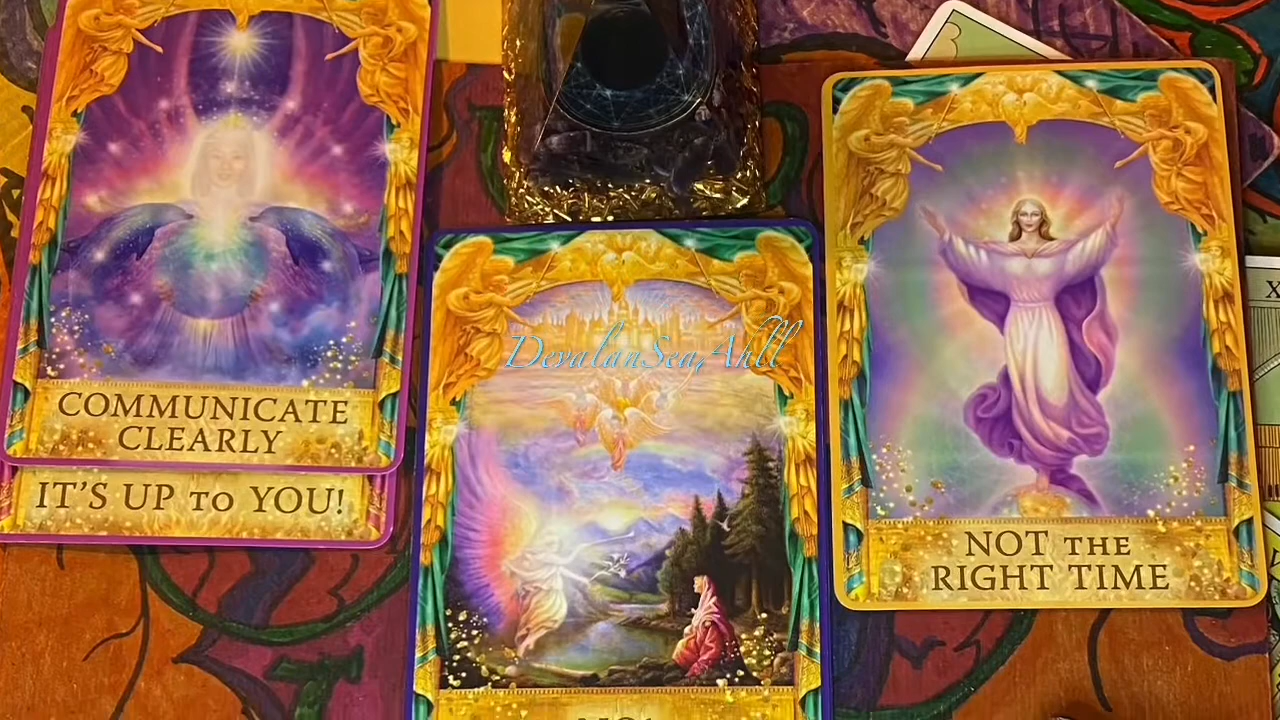 COMMUNICATE
CLEARLY
IT'S UP to YOU!
DevalanSeaAhll
NOT THE
RIGHT TIME
X